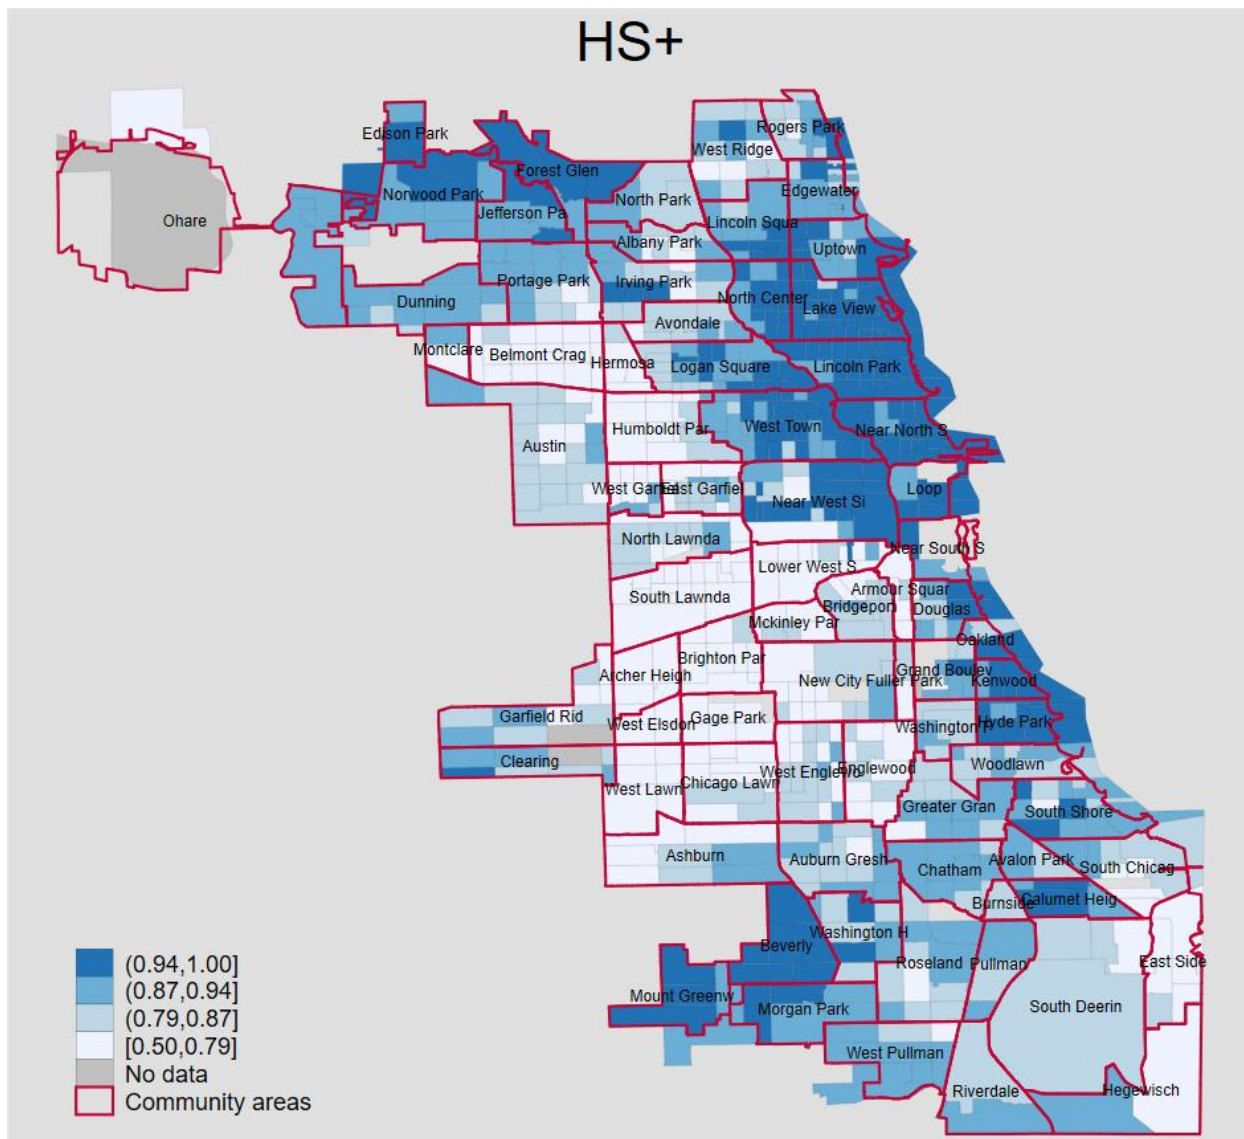 HS+
Edison Park
Rogers Park
West Ridge
Forest Glen
Norwood Park
North Park
Edgewater
Jefferson Pa
Ohare
Lincoln Squa
Albany Park
Uptown
Portage Park
Irving Park
Dunning
North Center
Lake View
Avondale
Montclare
Belmont Crag
Hermosa
Logan Square
Lincoln Park
Austin
Humboldt Par
West Town
Near North S
West Garfiel
East Garfiel
Near West Si
Loop
North Lawnda
Near South S
Lower West S
South Lawnda
Armour Squar
Bridgepor
Douglas
Mckinley Par
Oakland
Brighton Par
Archer Heigh
New City
Fuller Park
Grand Boulev
Kenwood
Garfield Rid
West Elsdon
Gage Park
Washington P
Hyde Park
Clearing
West Lawn
Chicago Lawn
West Englewo
Englewood
Woodlawn
Greater Gran
South Shore
Ashburn
Auburn Gresh
Chatham
Avalon Park
South Chicag
Burnside
Calumet Heig
Beverly
Washington H
Roseland
Pullman
East Side
Mount Greenw
Morgan Park
South Deerin
West Pullman
Riverdale
Hegewisch
(0.94,1.00]
(0.87,0.94]
(0.79,0.87]
[0.50,0.79]
No data
Community areas